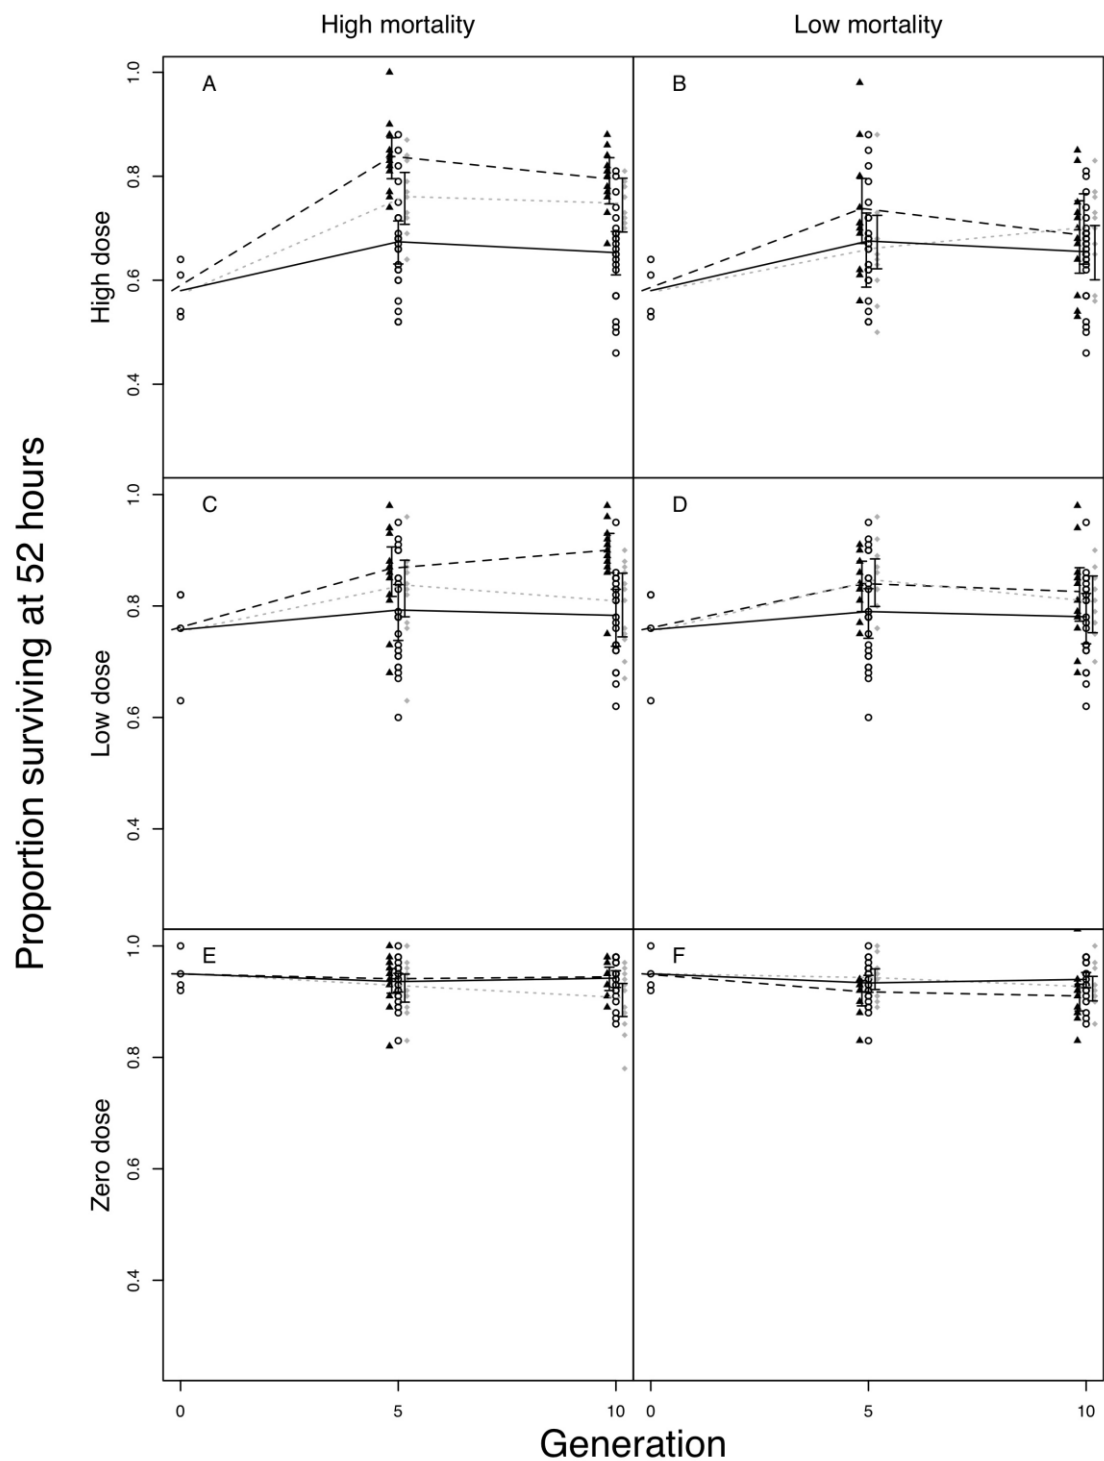 High mortality
Low mortality
A
B
1.0
0.8
0.6
0.4
High dose
C
D
1.0
0.8
0.6
0.4
Low dose
E
F
1.0
0.8
0.6
0.4
Zero dose
Proportion surviving at 52 hours
0
5
10
0
5
10
Generation